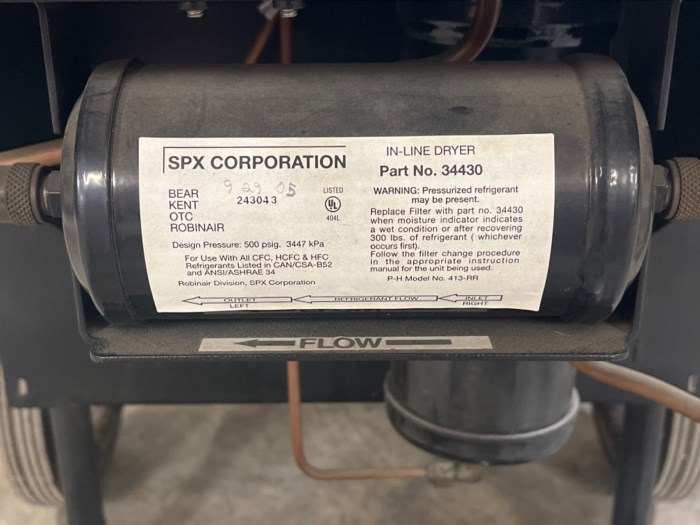 SPX CORPORATION
BEAR
KENT
OTC
ROBINAIR
9 29 05
243043
LISTED
UL
404L
Design Pressure: 500 psig. 3447 kPa
For Use With All CFC, HCFC & HFC
Refrigerants Listed in CAN/CSA-B52
and ANSI/ASHRAE 34
Robinair Division, SPX Corporation
IN-LINE DRYER
Part No. 34430
WARNING: Pressurized refrigerant
may be present.
Replace Filter with part no. 34430
when moisture indicator indicates
a wet condition or after recovering
300 lbs. of refrigerant ( whichever
occurs first).
Follow the filter change procedure
in the appropriate instruction
manual for the unit being used.
P-H Model No. 413-RR
OUTLET
LEFT
REFRIGERANT FLOW
INLET
RIGHT
FLOW